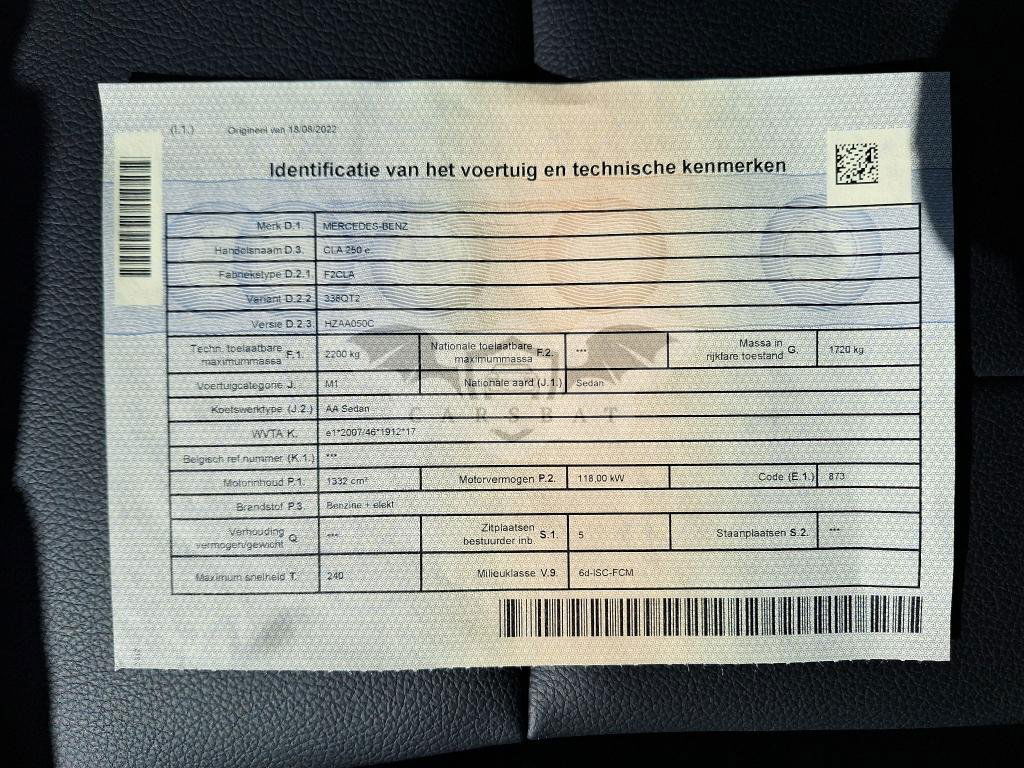 (I.1.) Origineel van 18/08/2022
Identificatie van het voertuig en technische kenmerken
Merk D.1. MERCEDES-BENZ
Handelsnaam D.3. CLA 250 e
Fabriekstype D.2.1. F2CLA
Variant D.2.2 338QT2
Versie D.2.3 HZAA050C
Techn. toelaatbare maximummassa F.1. 2200 kg Nationale toelaatbare maximummassa F.2. *** Massa in rijklare toestand G. 1720 kg
Voertuigcategorie J. M1 Nationale aard (J.1.) Sedan
Koetswerktype (J.2.) AA Sedan
CARSBAT
WVTA K. e1*2007/46*1912*17
Belgisch ref.nummer (K.1.) ***
Motorinhoud P.1. 1332 cm³ Motorvermogen P.2. 118,00 kW Code (E.1.) 873
Brandstof P.3. Benzine + elekt
Verhouding vermogen/gewicht Q. *** Zitplaatsen bestuurder inb. S.1. 5 Staanplaatsen S.2. ***
Maximum snelheid T. 240 Milieuklasse V.9. 6d-ISC-FCM